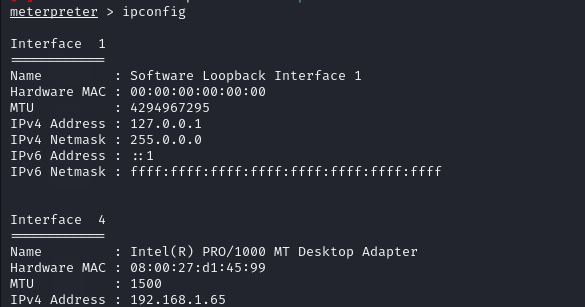 meterpreter > ipconfig
Interface  1
============
Name         : Software Loopback Interface 1
Hardware MAC : 00:00:00:00:00:00
MTU          : 4294967295
IPv4 Address : 127.0.0.1
IPv4 Netmask : 255.0.0.0
IPv6 Address : ::1
IPv6 Netmask : ffff:ffff:ffff:ffff:ffff:ffff:ffff:ffff
Interface  4
============
Name         : Intel(R) PRO/1000 MT Desktop Adapter
Hardware MAC : 08:00:27:d1:45:99
MTU          : 1500
IPv4 Address : 192.168.1.65